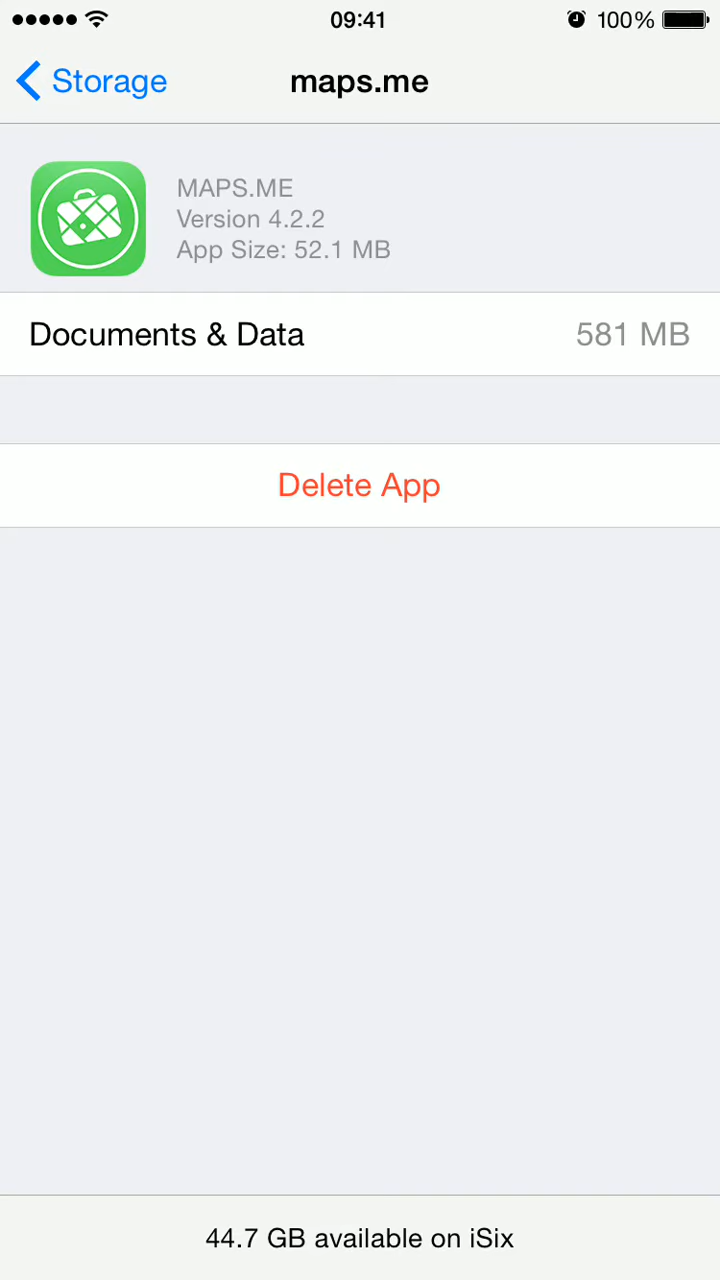 09:41
100%
Storage
maps.me
MAPS.ME
Version 4.2.2
App Size: 52.1 MB
Documents & Data
581 MB
Delete App
44.7 GB available on iSix